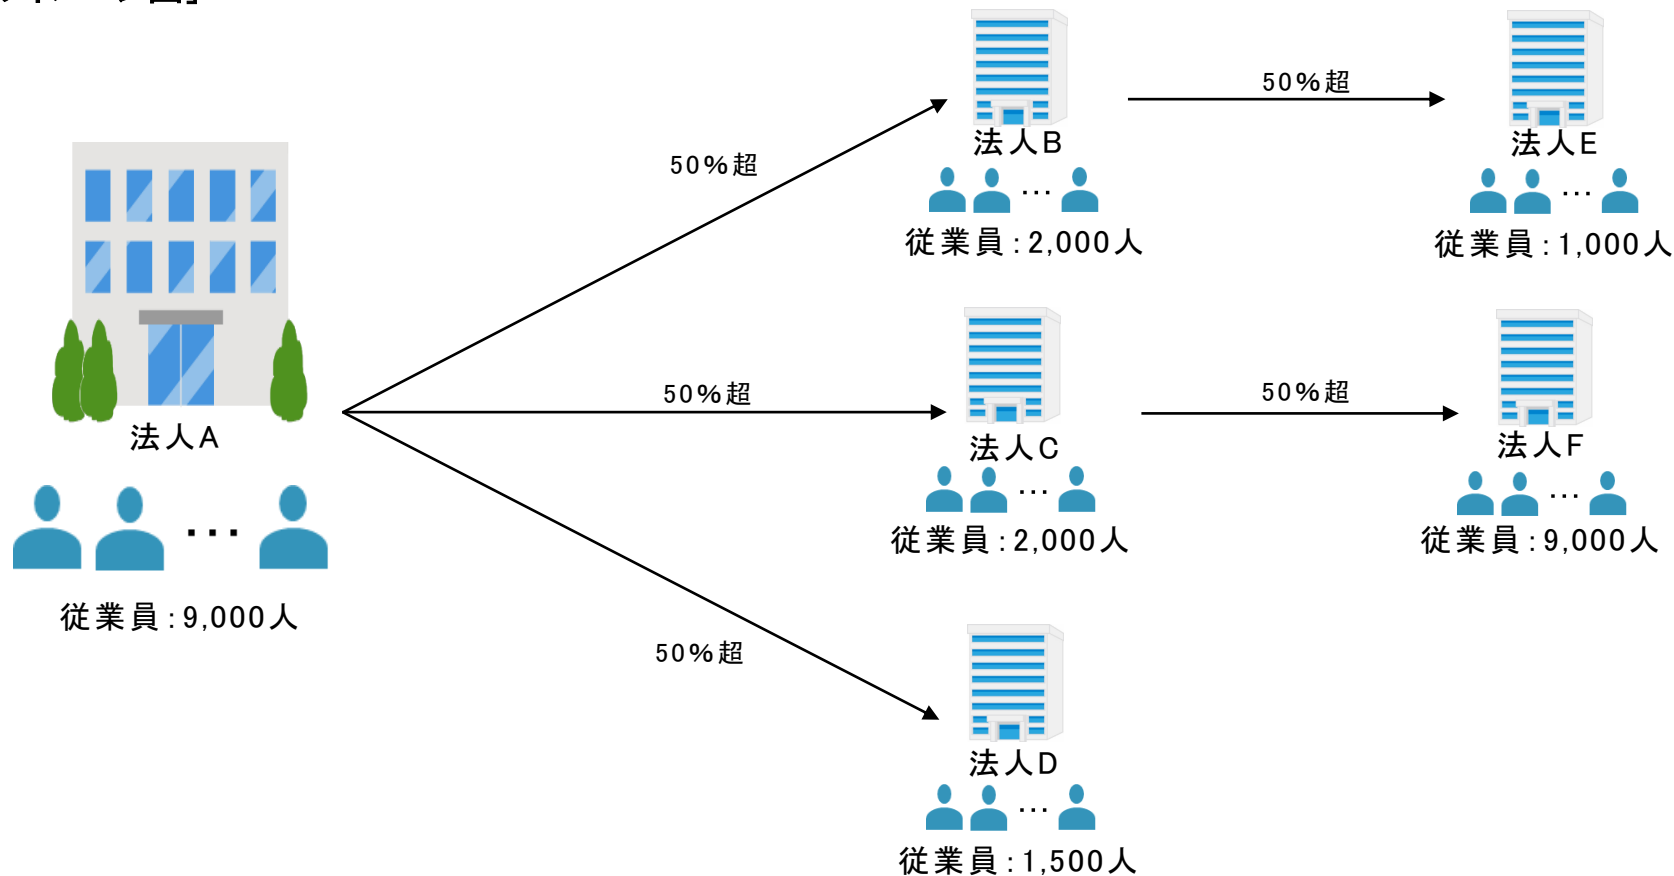 50%超
法人B
従業員:2,000人
50%超
法人E
従業員:1,000人
法人A
従業員:9,000人
50%超
法人C
従業員:2,000人
50%超
法人F
従業員:9,000人
50%超
法人D
従業員:1,500人